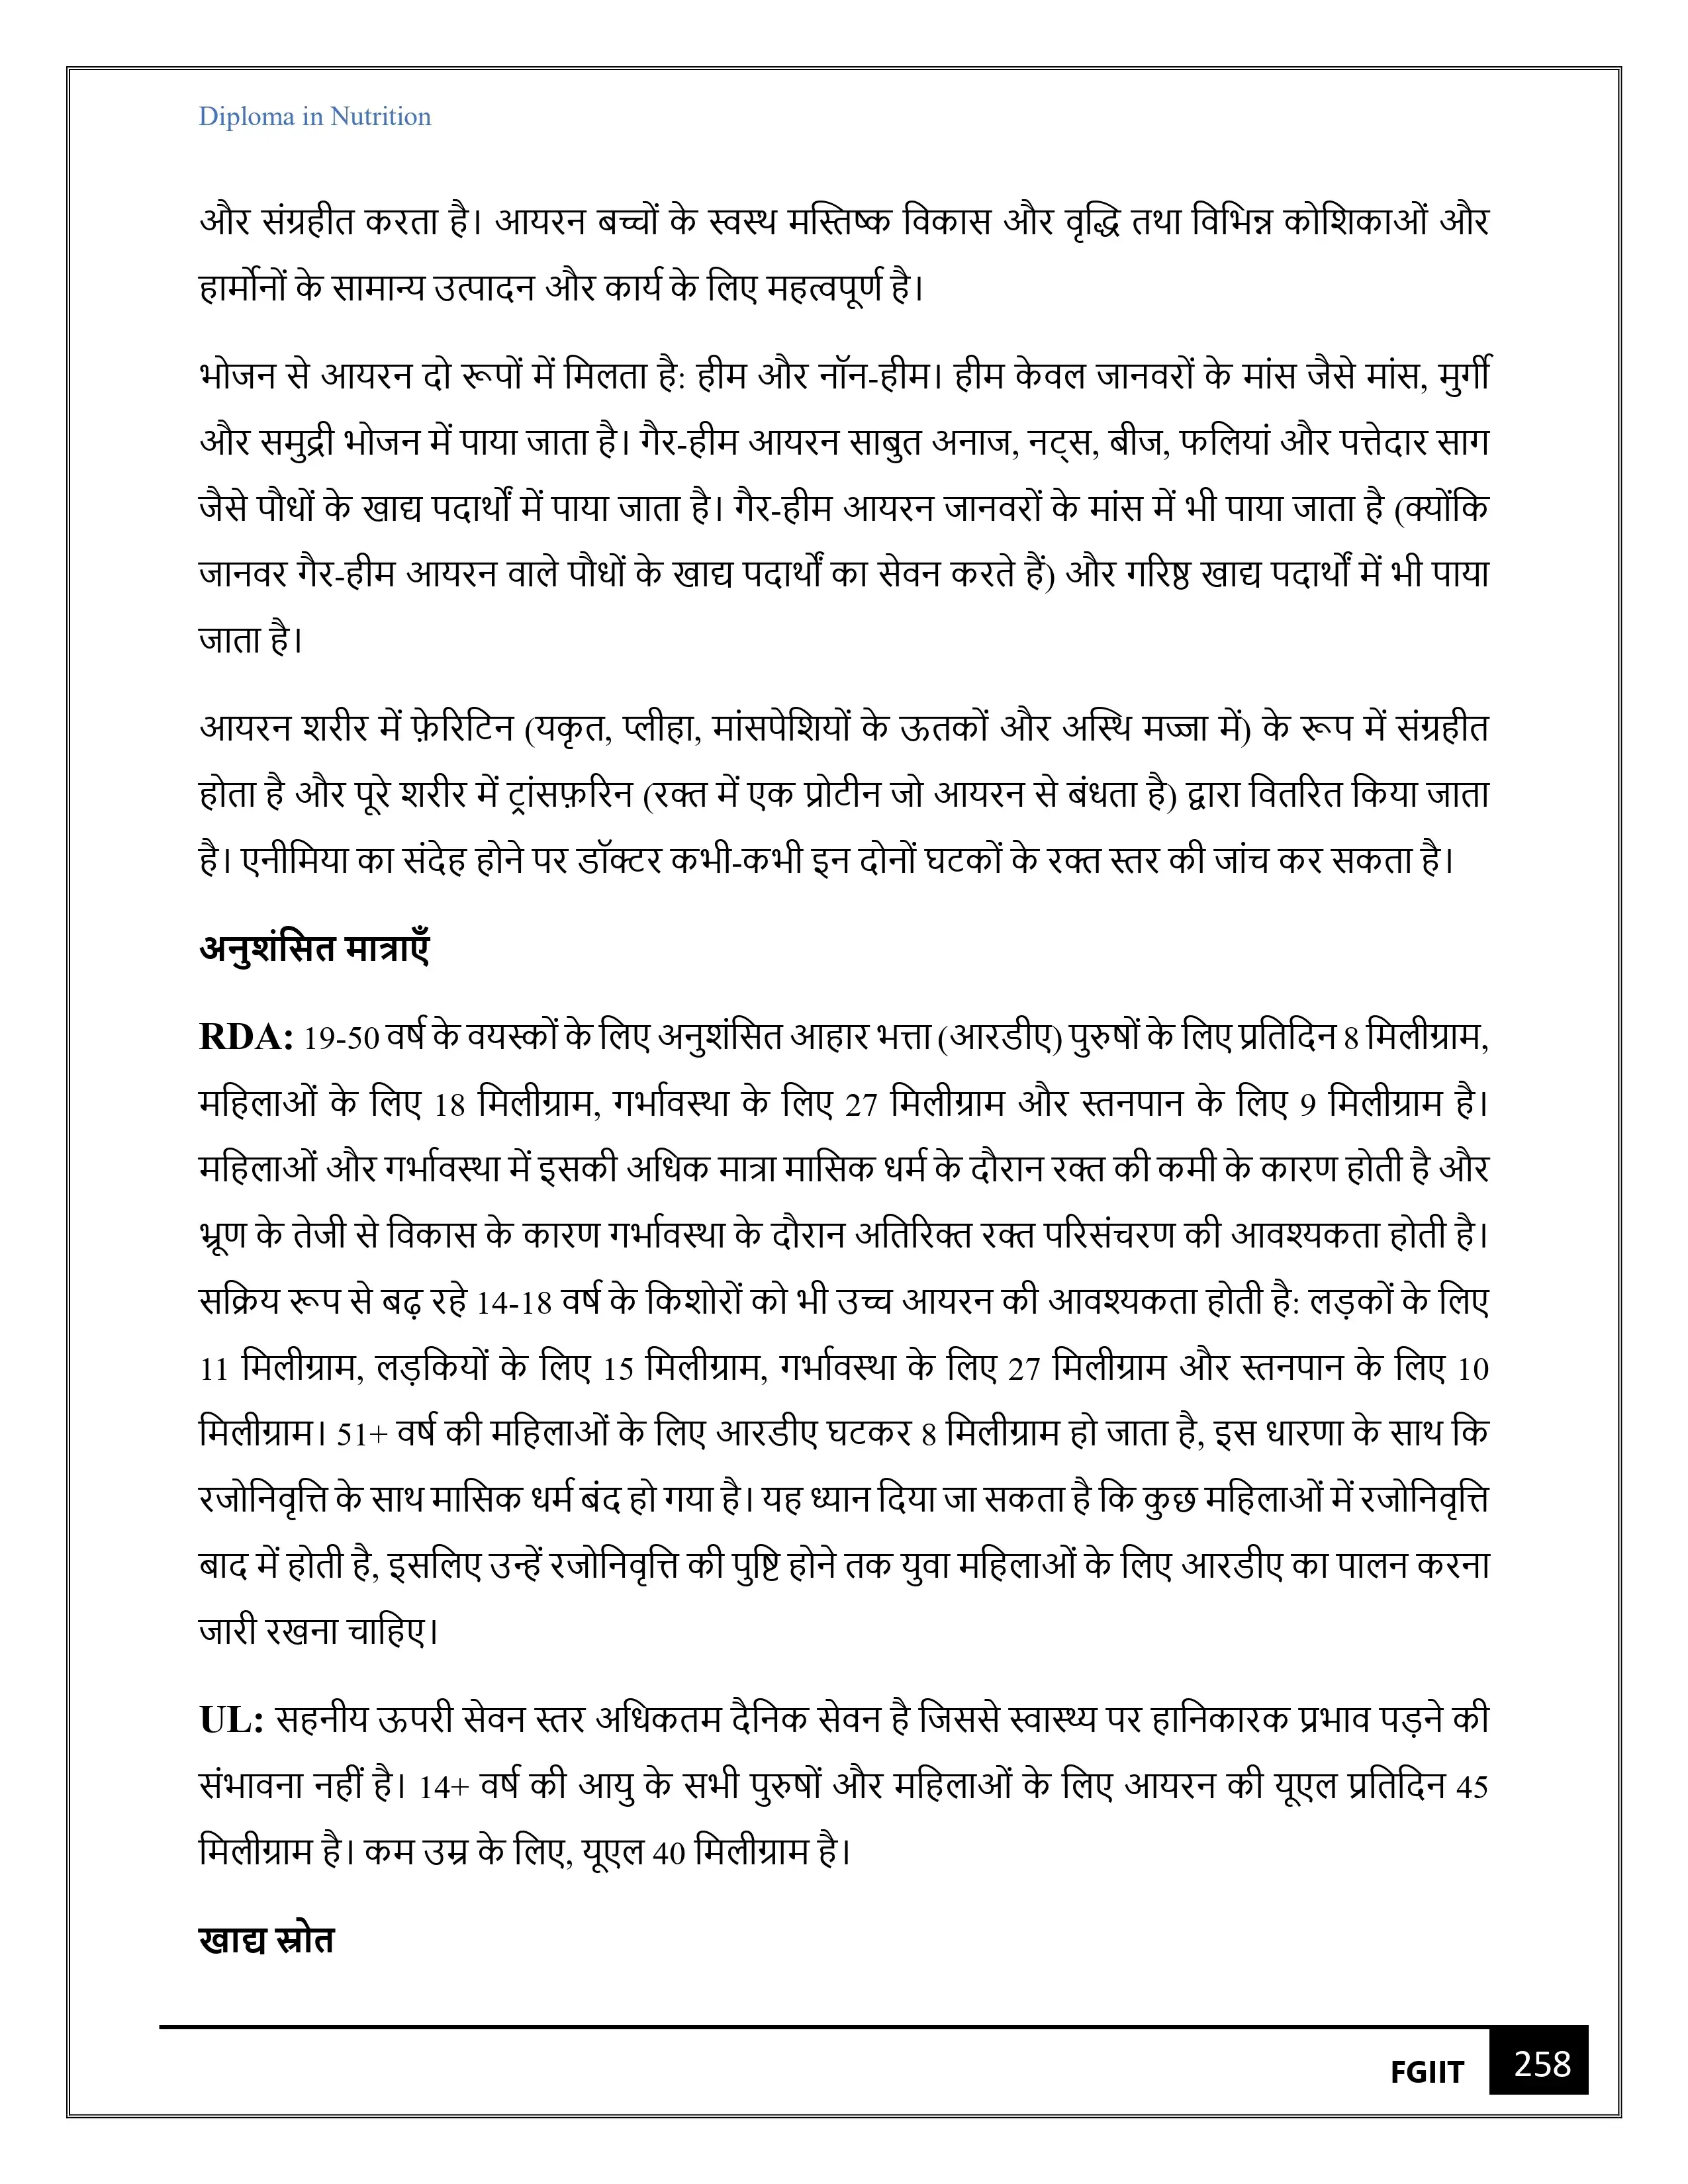 Diploma in Nutrition
और संग्रहीत करता है। आयरन बच्चों के स्वस्थ मस्तिष्क विकास और वृद्धि तथा विभिन्न कोशिकाओं और
हार्मोनों के सामान्य उत्पादन और कार्य के लिए महत्वपूर्ण है।
भोजन से आयरन दो रूपों में मिलता है: हीम और नॉन-हीम। हीम केवल जानवरों के मांस जैसे मांस, मुर्गी
और समुद्री भोजन में पाया जाता है। गैर-हीम आयरन साबुत अनाज, नट्स, बीज, फलियां और पत्तेदार साग
जैसे पौधों के खाद्य पदार्थों में पाया जाता है। गैर-हीम आयरन जानवरों के मांस में भी पाया जाता है (क्योंकि
जानवर गैर-हीम आयरन वाले पौधों के खाद्य पदार्थों का सेवन करते हैं) और गरिष्ठ खाद्य पदार्थों में भी पाया
जाता है।
आयरन शरीर में फ़ेरिटिन (यकृत, प्लीहा, मांसपेशियों के ऊतकों और अस्थि मज्जा में) के रूप में संग्रहीत
होता है और पूरे शरीर में ट्रांसफ़रिन (रक्त में एक प्रोटीन जो आयरन से बंधता है) द्वारा वितरित किया जाता
है। एनीमिया का संदेह होने पर डॉक्टर कभी-कभी इन दोनों घटकों के रक्त स्तर की जांच कर सकता है।
अनुशंसित मात्राएँ
RDA: 19-50 वर्ष के वयस्कों के लिए अनुशंसित आहार भत्ता (आरडीए) पुरुषों के लिए प्रतिदिन 8 मिलीग्राम,
महिलाओं के लिए 18 मिलीग्राम, गर्भावस्था के लिए 27 मिलीग्राम और स्तनपान के लिए 9 मिलीग्राम है।
महिलाओं और गर्भावस्था में इसकी अधिक मात्रा मासिक धर्म के दौरान रक्त की कमी के कारण होती है और
भ्रूण के तेजी से विकास के कारण गर्भावस्था के दौरान अतिरिक्त रक्त परिसंचरण की आवश्यकता होती है।
सक्रिय रूप से बढ़ रहे 14-18 वर्ष के किशोरों को भी उच्च आयरन की आवश्यकता होती है: लड़कों के लिए
11 मिलीग्राम, लड़कियों के लिए 15 मिलीग्राम, गर्भावस्था के लिए 27 मिलीग्राम और स्तनपान के लिए 10
मिलीग्राम। 51+ वर्ष की महिलाओं के लिए आरडीए घटकर 8 मिलीग्राम हो जाता है, इस धारणा के साथ कि
रजोनिवृत्ति के साथ मासिक धर्म बंद हो गया है। यह ध्यान दिया जा सकता है कि कुछ महिलाओं में रजोनिवृत्ति
बाद में होती है, इसलिए उन्हें रजोनिवृत्ति की पुष्टि होने तक युवा महिलाओं के लिए आरडीए का पालन करना
जारी रखना चाहिए।
UL: सहनीय ऊपरी सेवन स्तर अधिकतम दैनिक सेवन है जिससे स्वास्थ्य पर हानिकारक प्रभाव पड़ने की
संभावना नहीं है। 14+ वर्ष की आयु के सभी पुरुषों और महिलाओं के लिए आयरन की यूएल प्रतिदिन 45
मिलीग्राम है। कम उम्र के लिए, यूएल 40 मिलीग्राम है।
खाद्य स्रोत
FGIIT 258